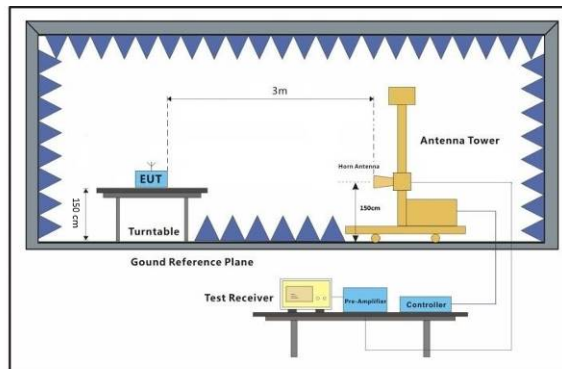 3m
Antenna Tower
Horn Antenna
EUT
150 cm
150cm
Turntable
Gound Reference Plane
Test Receiver
Pre-Amplifier
Controller